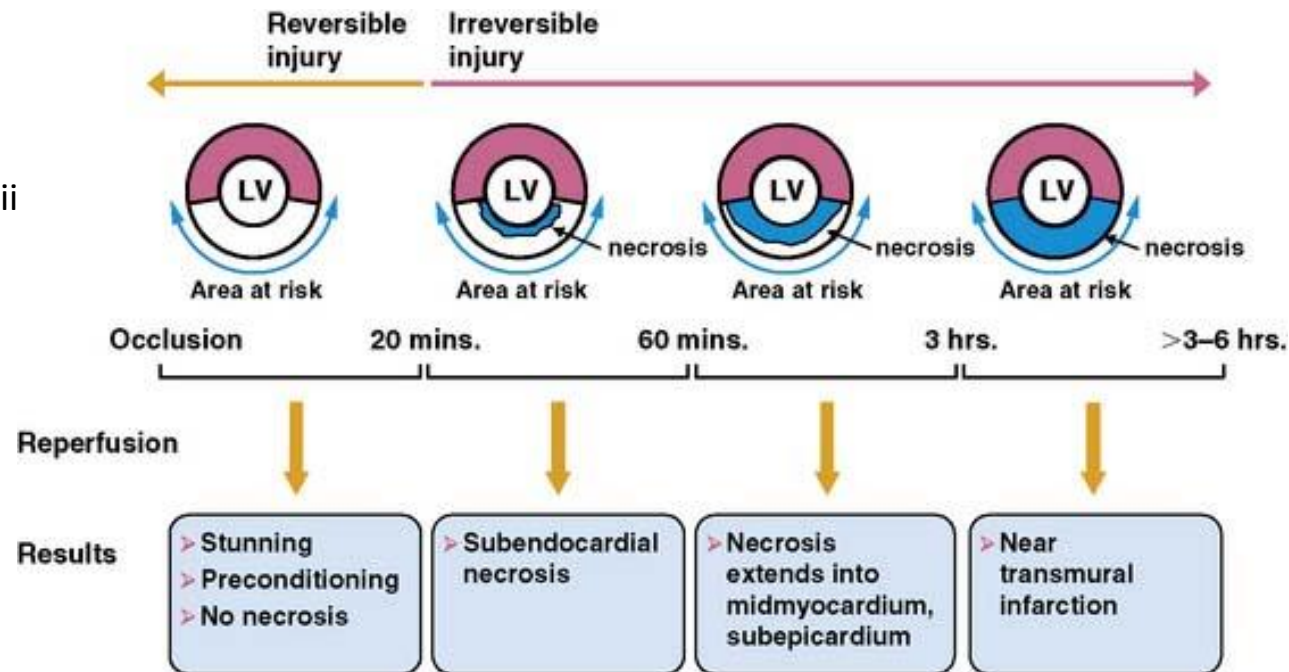 Reversible
injury
Irreversible
injury
ii
LV
LV
LV
LV
necrosis
necrosis
necrosis
Area at risk
Area at risk
Area at risk
Area at risk
Occlusion 20 mins. 60 mins. 3 hrs. >3–6 hrs.
Reperfusion
Results
➢ Stunning
➢ Preconditioning
➢ No necrosis
➢ Subendocardial
necrosis
➢ Necrosis
extends into
midmyocardium,
subepicardium
➢ Near
transmural
infarction